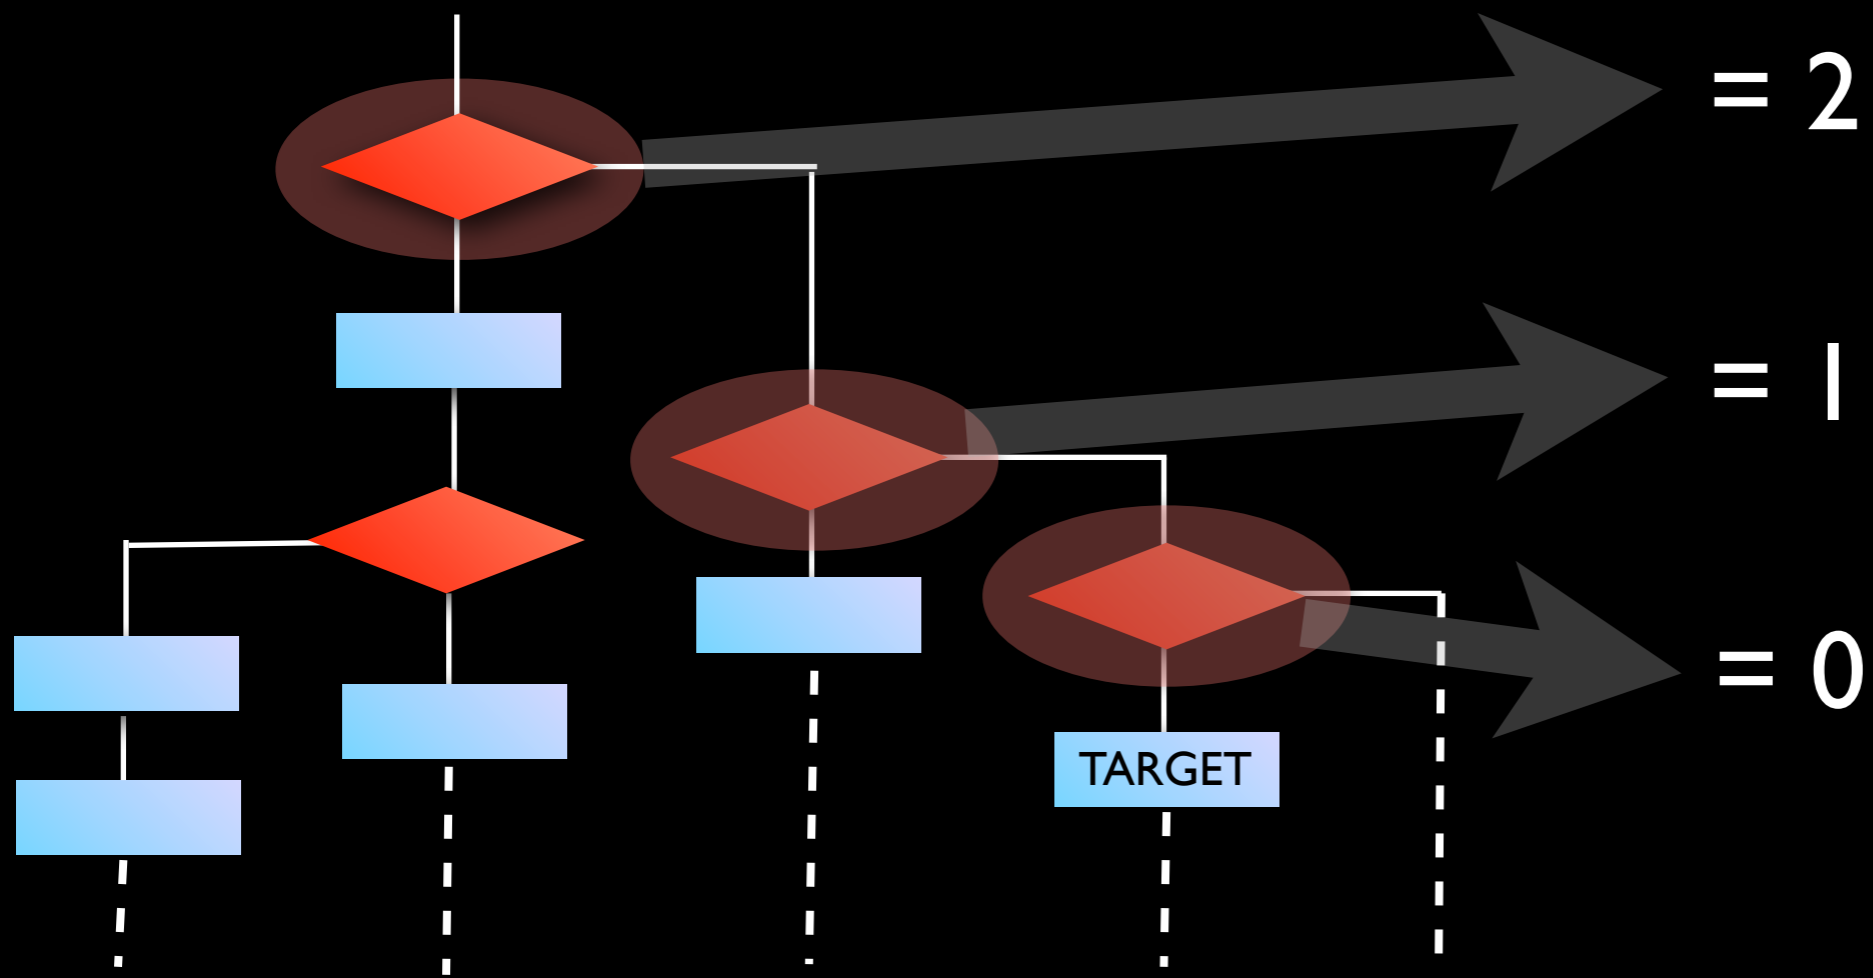 = 2
= 1
= 0
TARGET